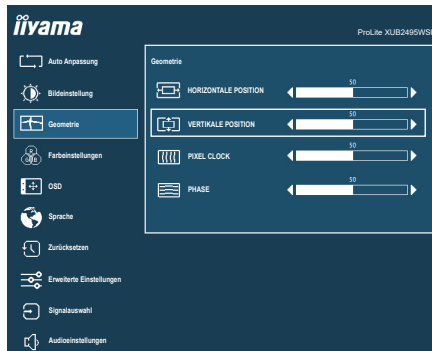 iiyama
ProLite XUB2495WSU
Auto Anpassung
Bildeinstellung
Geometrie
Farbeinstellungen
R
G B
OSD
Sprache
Zurücksetzen
Erweiterte Einstellungen
Signalauswahl
Audioeinstellungen
Geometrie
HORIZONTALE POSITION
50
VERTIKALE POSITION
50
PIXEL CLOCK
50
PHASE
50